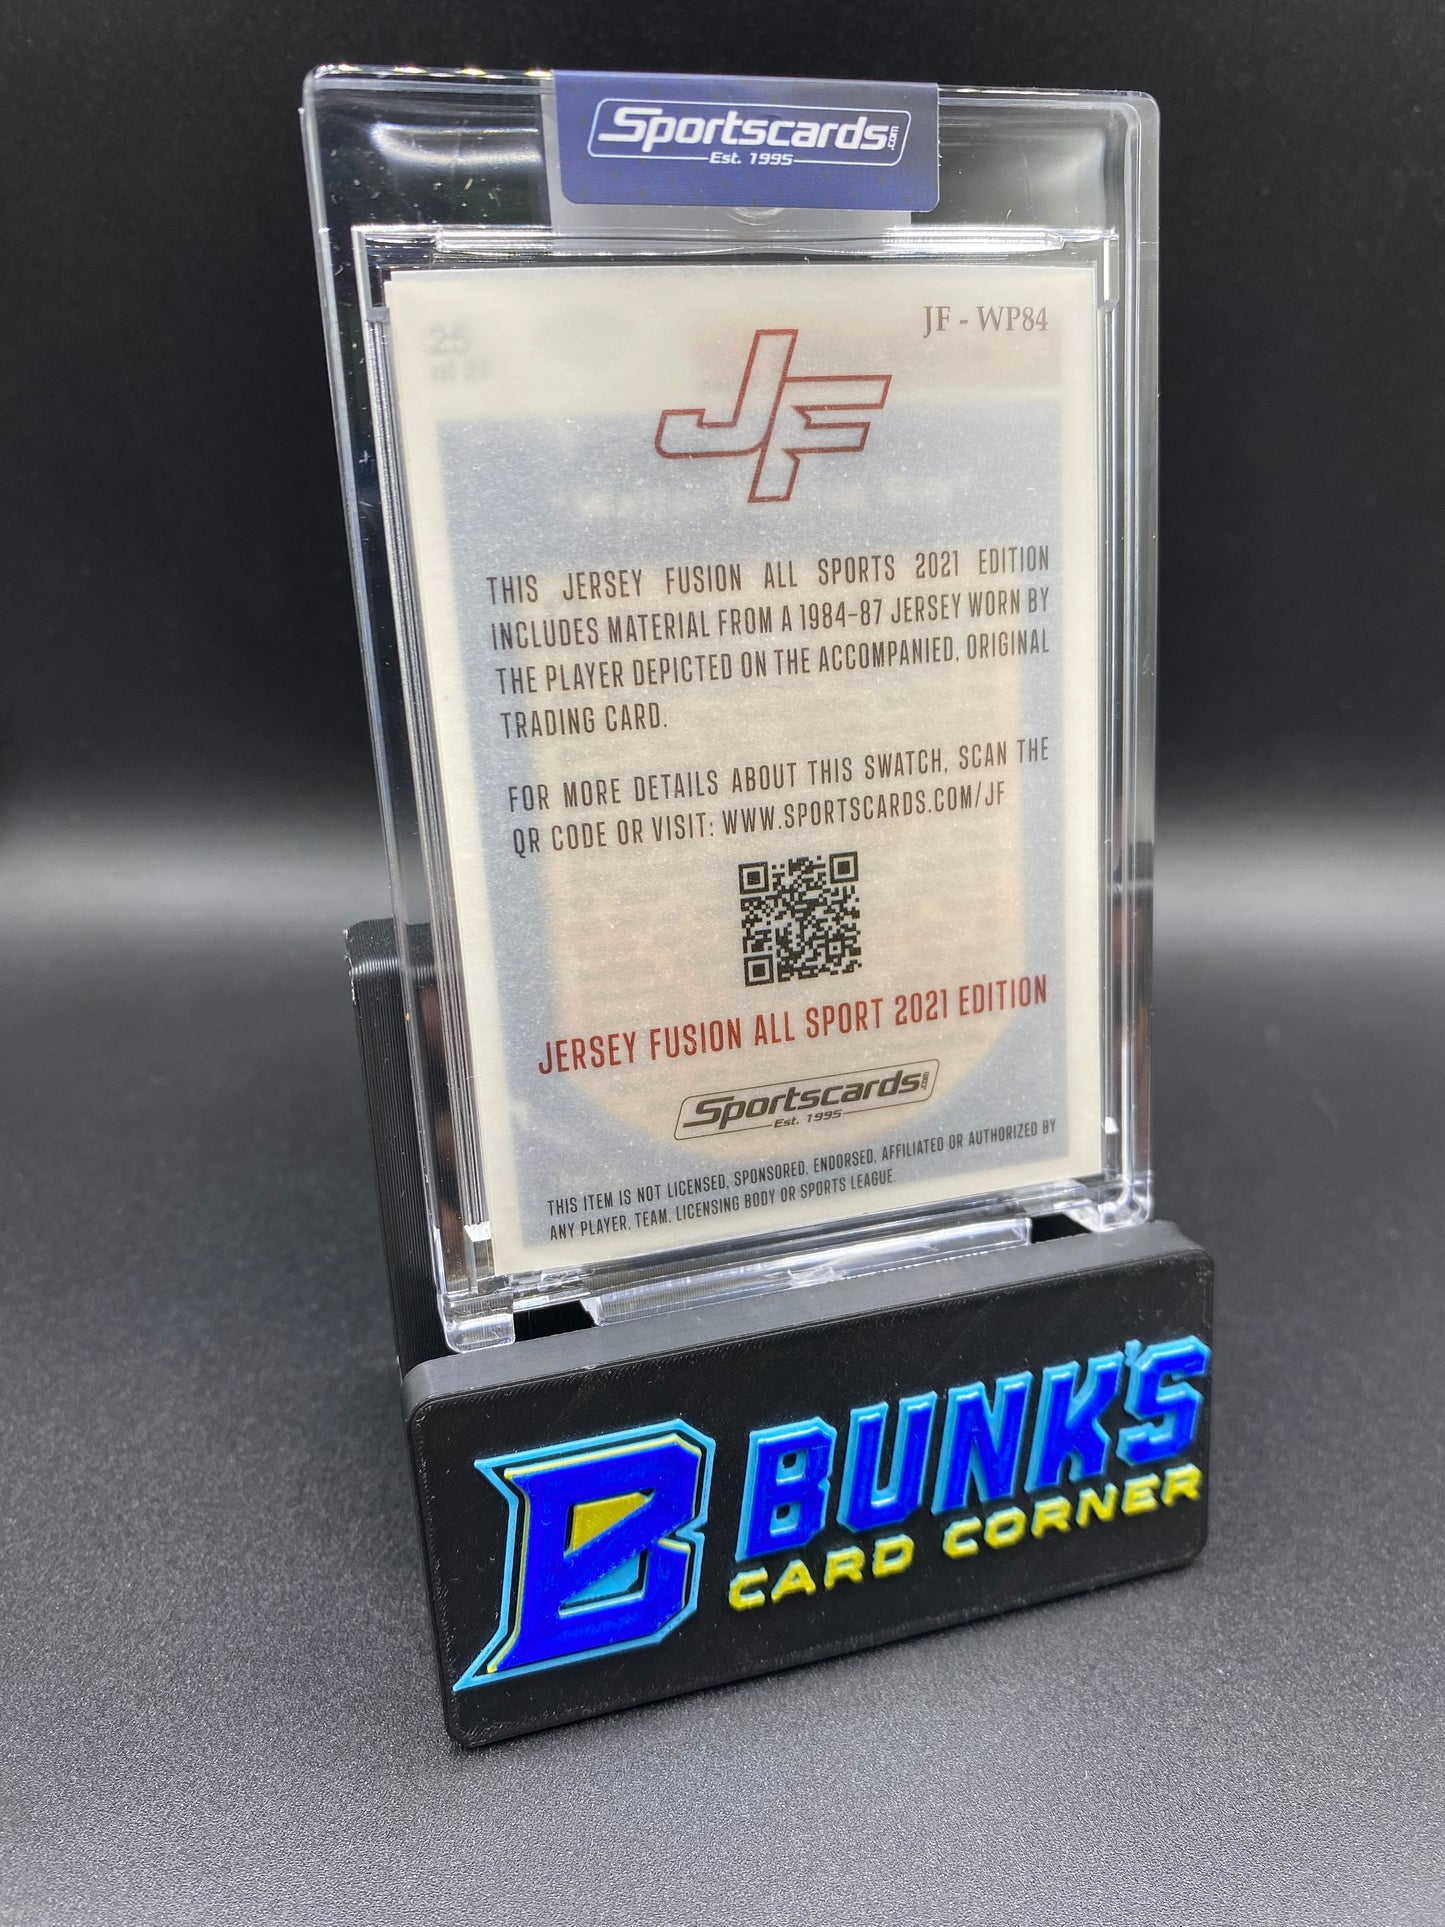 Sportscards.com
Est. 1995
25
JF - WP84
JF
THIS JERSEY FUSION ALL SPORTS 2021 EDITION
INCLUDES MATERIAL FROM A 1984-87 JERSEY WORN BY
THE PLAYER DEPICTED ON THE ACCOMPANIED, ORIGINAL
TRADING CARD.
FOR MORE DETAILS ABOUT THIS SWATCH, SCAN THE
QR CODE OR VISIT: WWW.SPORTSCARDS.COM/JF
JERSEY FUSION ALL SPORT 2021 EDITION
Sportscards.com
Est. 1995
THIS ITEM IS NOT LICENSED, SPONSORED, ENDORSED, AFFILIATED OR AUTHORIZED BY
ANY PLAYER, TEAM, LICENSING BODY OR SPORTS LEAGUE.
B BUNK'S
CARD CORNER